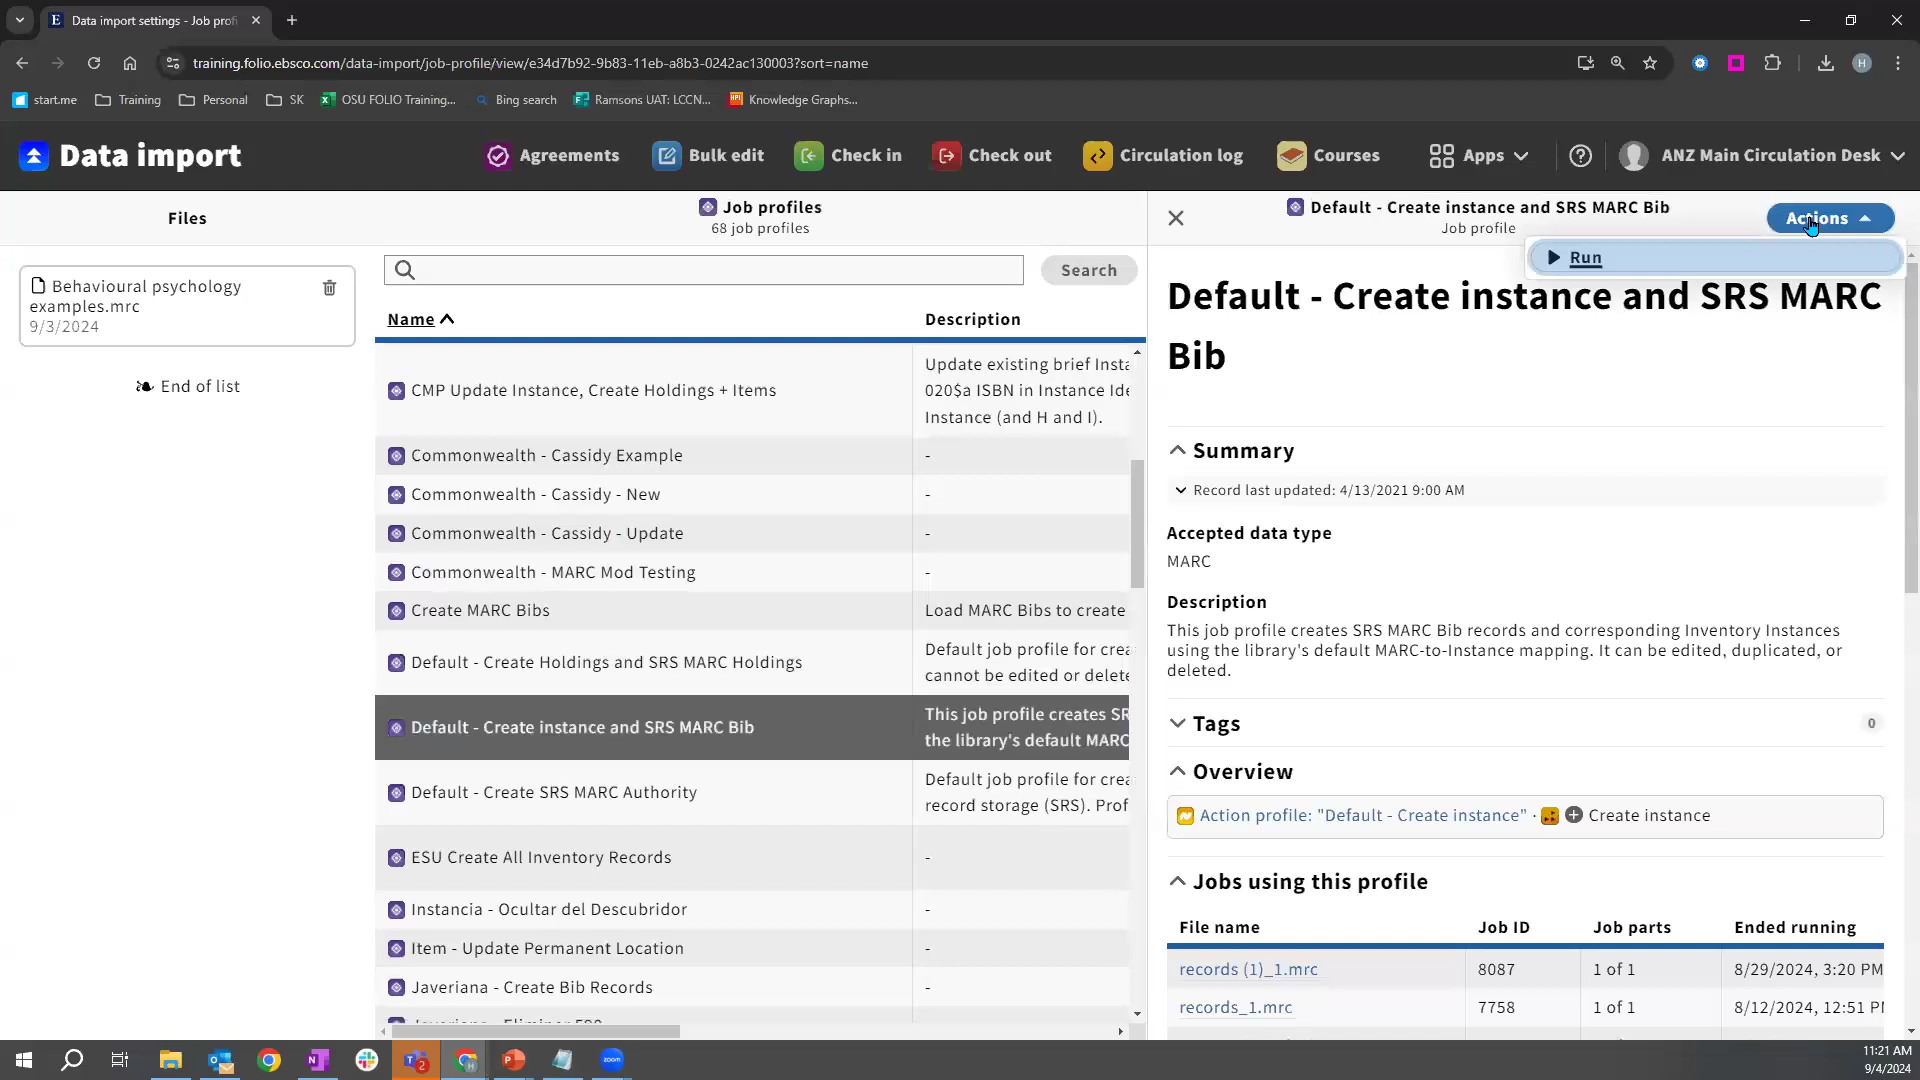 Data import settings - Job prof
training.folio.ebsco.com/data-import/job-profile/view/e34d7b92-9b83-11eb-a8b3-0242ac130003?sort=name
H
start.me
Training
Personal
SK
OSU FOLIO Training...
Bing search
Ramsons UAT: LCCN...
Knowledge Graphs...
Data import
Agreements
Bulk edit
Check in
Check out
Circulation log
Courses
Apps
ANZ Main Circulation Desk
Files
Behavioural psychology
examples.mrc
9/3/2024
End of list
Job profiles
68 job profiles
Search
Name
Description
CMP Update Instance, Create Holdings + Items
Update existing brief Insta
020$a ISBN in Instance Ide
Instance (and H and I).
Commonwealth - Cassidy Example
-
Commonwealth - Cassidy - New
-
Commonwealth - Cassidy - Update
-
Commonwealth - MARC Mod Testing
-
Create MARC Bibs
Load MARC Bibs to create
Default - Create Holdings and SRS MARC Holdings
Default job profile for crea
cannot be edited or delete
Default - Create instance and SRS MARC Bib
This job profile creates SR
the library's default MARC
Default - Create SRS MARC Authority
Default job profile for crea
record storage (SRS). Prof
ESU Create All Inventory Records
-
Instancia - Ocultar del Descubridor
-
Item - Update Permanent Location
-
Javeriana - Create Bib Records
-
Default - Create instance and SRS MARC Bib
Job profile
Actions
Run
Default - Create instance and SRS MARC
Bib
Summary
Record last updated: 4/13/2021 9:00 AM
Accepted data type
MARC
Description
This job profile creates SRS MARC Bib records and corresponding Inventory Instances
using the library's default MARC-to-Instance mapping. It can be edited, duplicated, or
deleted.
Tags
0
Overview
Action profile: "Default - Create instance" · Create instance
Jobs using this profile
File name
Job ID
Job parts
Ended running
records (1)_1.mrc
8087
1 of 1
8/29/2024, 3:20 PM
records_1.mrc
7758
1 of 1
8/12/2024, 12:51 PM
2
zoom
11:21 AM
9/4/2024